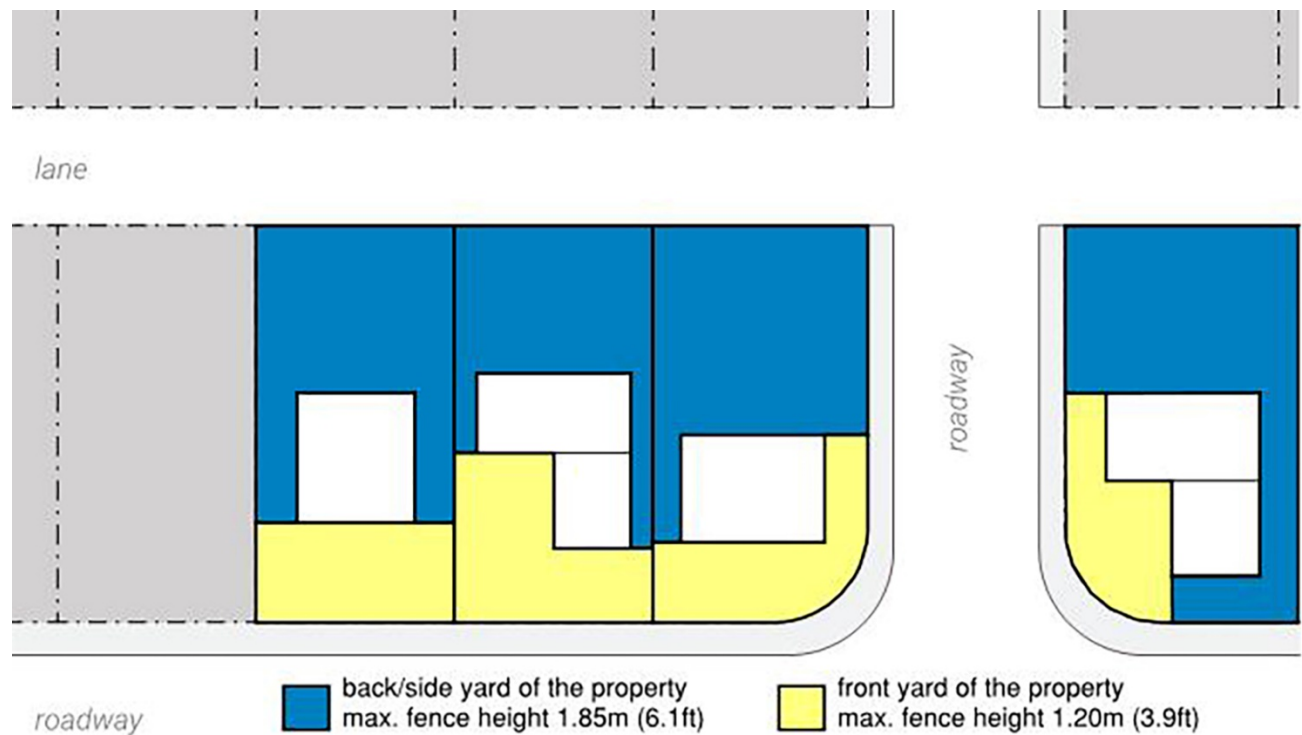 lane
roadway
back/side yard of the property
max. fence height 1.85m (6.1ft)
front yard of the property
max. fence height 1.20m (3.9ft)
roadway